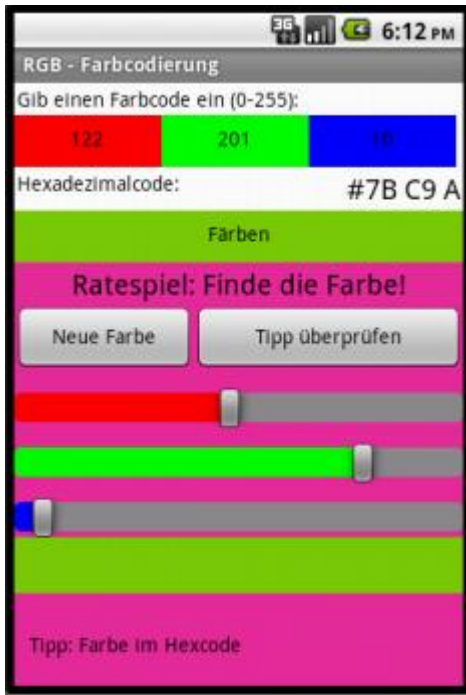 3G
6:12 PM
RGB - Farbcodierung
Gib einen Farbcode ein (0-255):
122 201 10
Hexadezimalcode: #7B C9 A
Färben
Ratespiel: Finde die Farbe!
Neue Farbe Tipp überprüfen
Tipp: Farbe im Hexcode